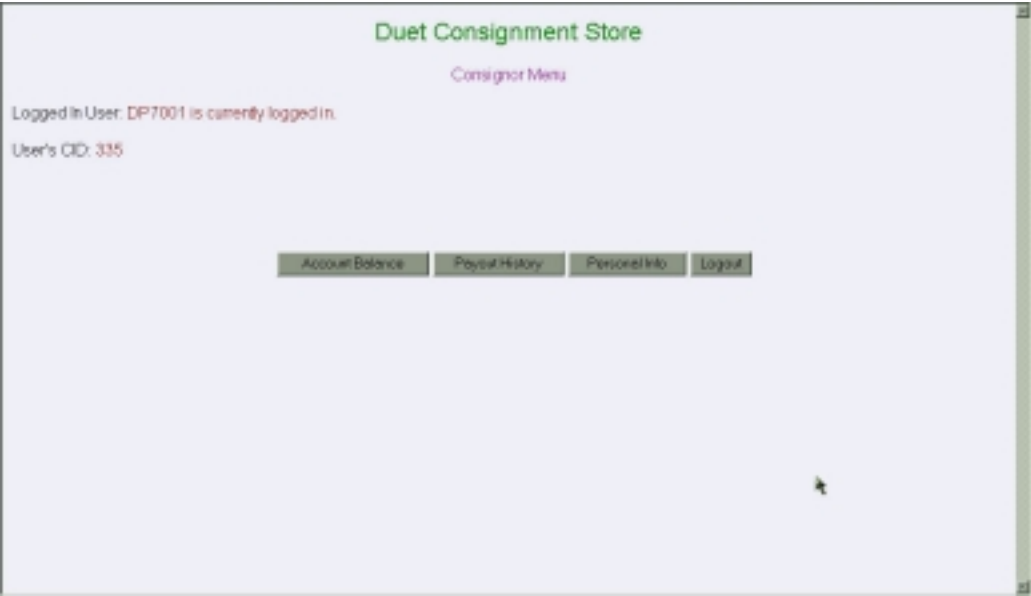 Duet Consignment Store
Consignor Menu
Logged In User: DP7001 is currently logged in.
User's CID: 335
Account Balance Payout History Personel Info Logout